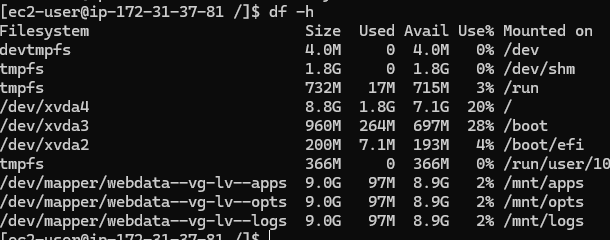 [ec2-user@ip-172-31-37-81 /]$ df -h
Filesystem                        Size  Used Avail Use% Mounted on
devtmpfs                          4.0M     0  4.0M   0% /dev
tmpfs                             1.8G     0  1.8G   0% /dev/shm
tmpfs                             732M   17M  715M   3% /run
/dev/xvda4                        8.8G  1.8G  7.1G  20% /
/dev/xvda3                        960M  264M  697M  28% /boot
/dev/xvda2                        200M  7.1M  193M   4% /boot/efi
tmpfs                             366M     0  366M   0% /run/user/10
/dev/mapper/webdata--vg-lv--apps  9.0G   97M  8.9G   2% /mnt/apps
/dev/mapper/webdata--vg-lv--opts  9.0G   97M  8.9G   2% /mnt/opts
/dev/mapper/webdata--vg-lv--logs  9.0G   97M  8.9G   2% /mnt/logs
[ec2-user@ip-172-31-37-81 /]$